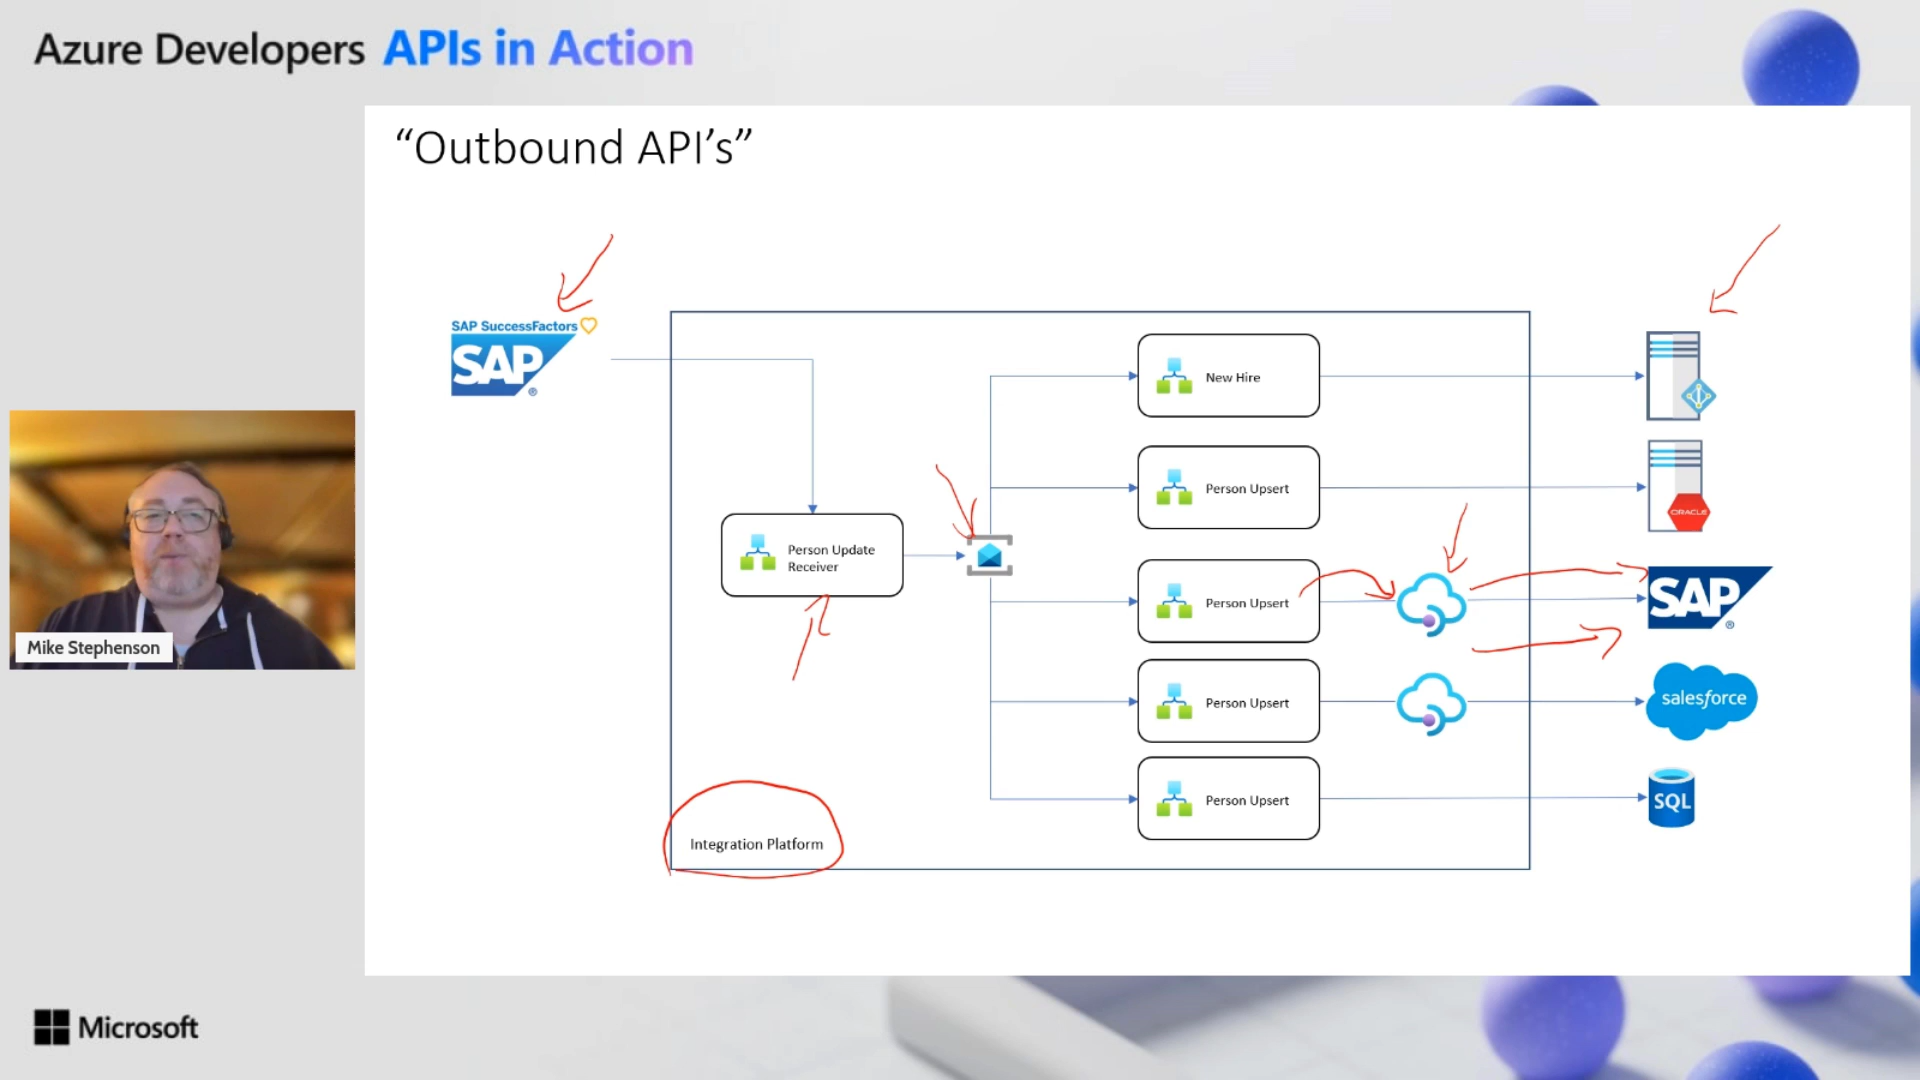 Azure Developers APIs in Action
“Outbound API’s”
SAP SuccessFactors
SAP
®
New Hire
Person Upsert
ORACLE
Person Update
Receiver
Person Upsert
SAP
®
Mike Stephenson
Person Upsert
salesforce
Person Upsert
SQL
Integration Platform
Microsoft